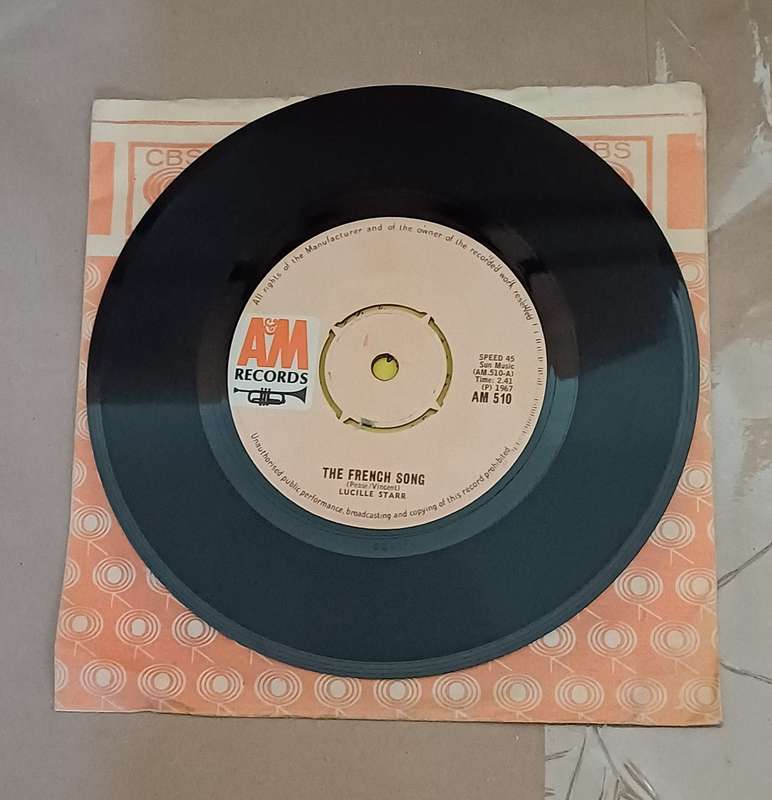 CBS
BS
All rights of the Manufacturer and of the owner of the recorded work reserved
A&M
RECORDS
SPEED 45
Sun Music
(AM.510-A)
Time: 2.41
(P) 1967
AM 510
THE FRENCH SONG
(Pease/Vincent)
LUCILLE STARR
Unauthorised public performance, broadcasting and copying of this record prohibited